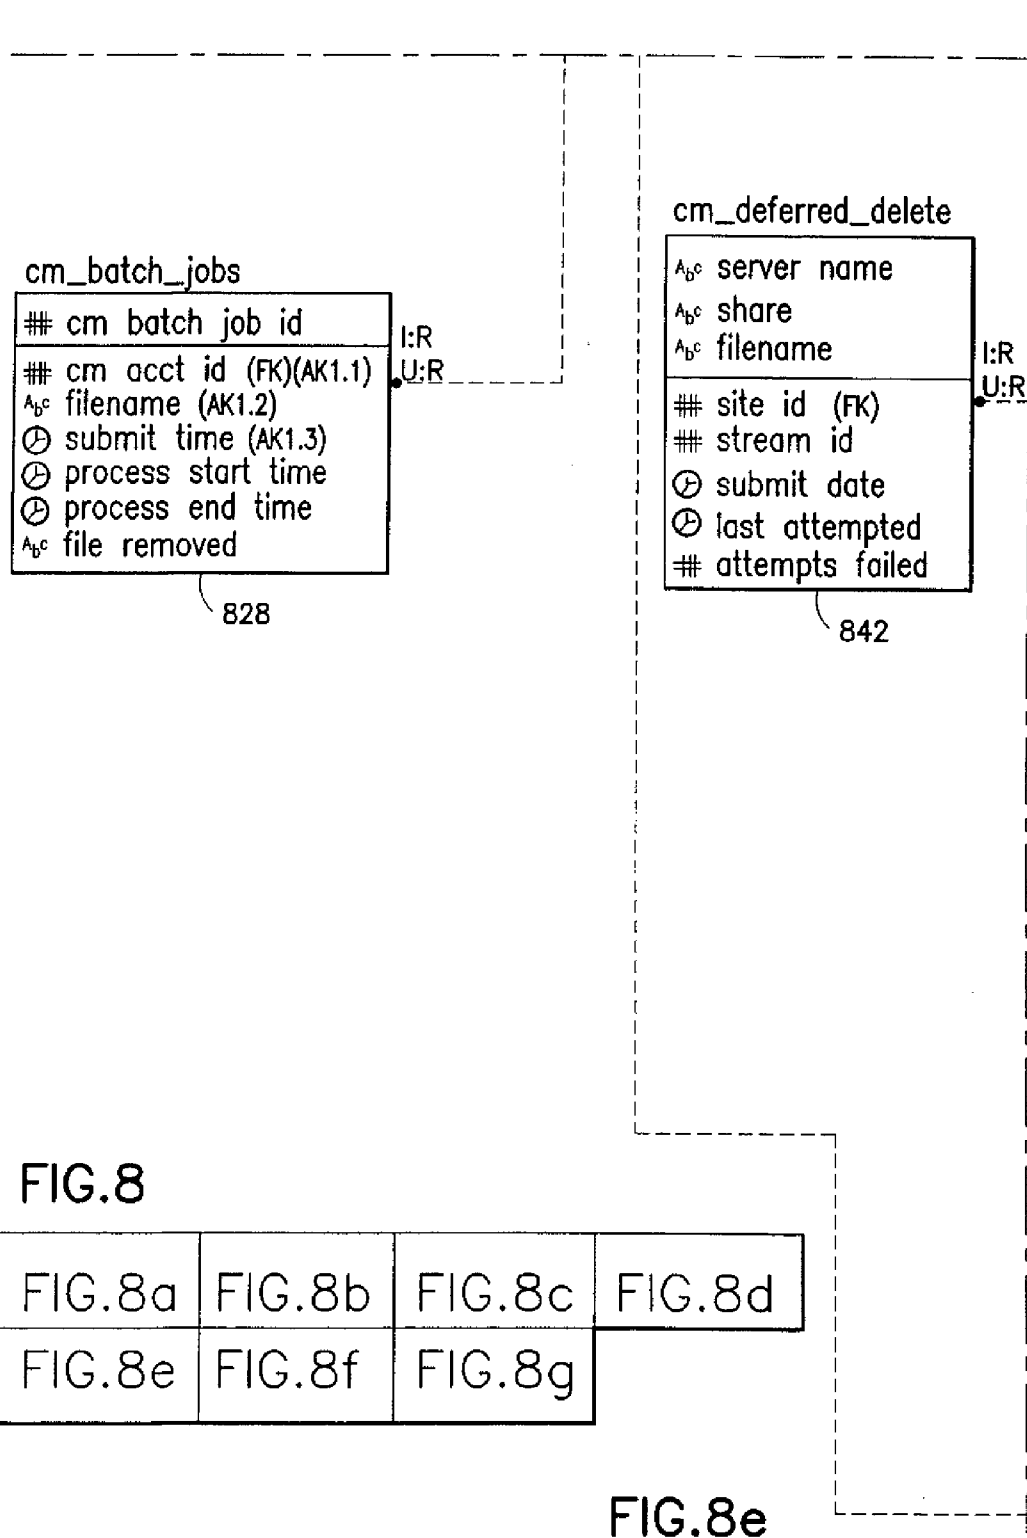 cm_batch_jobs
# cm batch job id
# cm acct id (FK)(AK1.1)
Abc filename (AK1.2)
submit time (AK1.3)
process start time
process end time
Abc file removed
I:R
U:R
828
cm_deferred_delete
Abc server name
Abc share
Abc filename
# site id (FK)
# stream id
submit date
last attempted
# attempts failed
I:R
U:R
842
FIG.8
FIG.8a FIG.8b FIG.8c FIG.8d
FIG.8e FIG.8f FIG.8g
FIG.8e